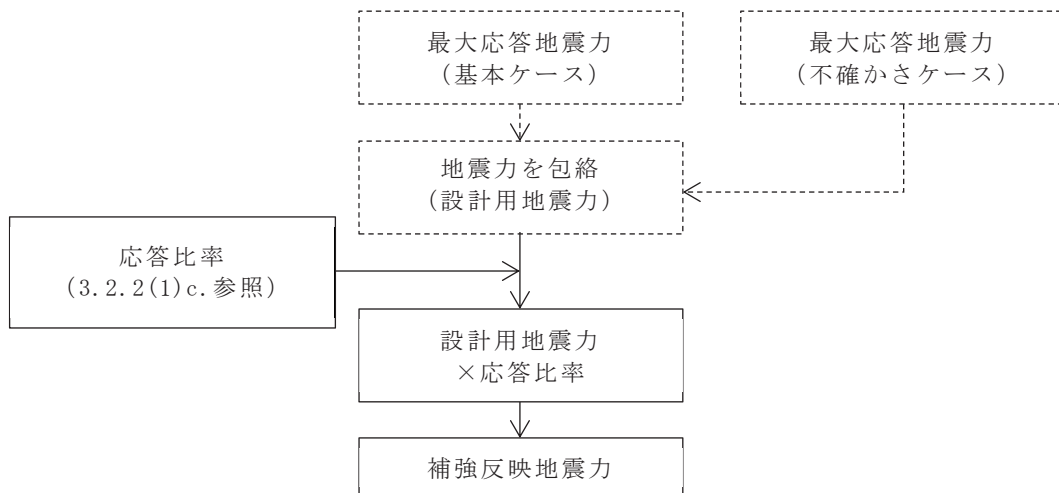 最大応答地震力
(基本ケース)
最大応答地震力
(不確かさケース)
地震力を包絡
(設計用地震力)
応答比率
(3.2.2(1)c.参照)
設計用地震力
×応答比率
補強反映地震力